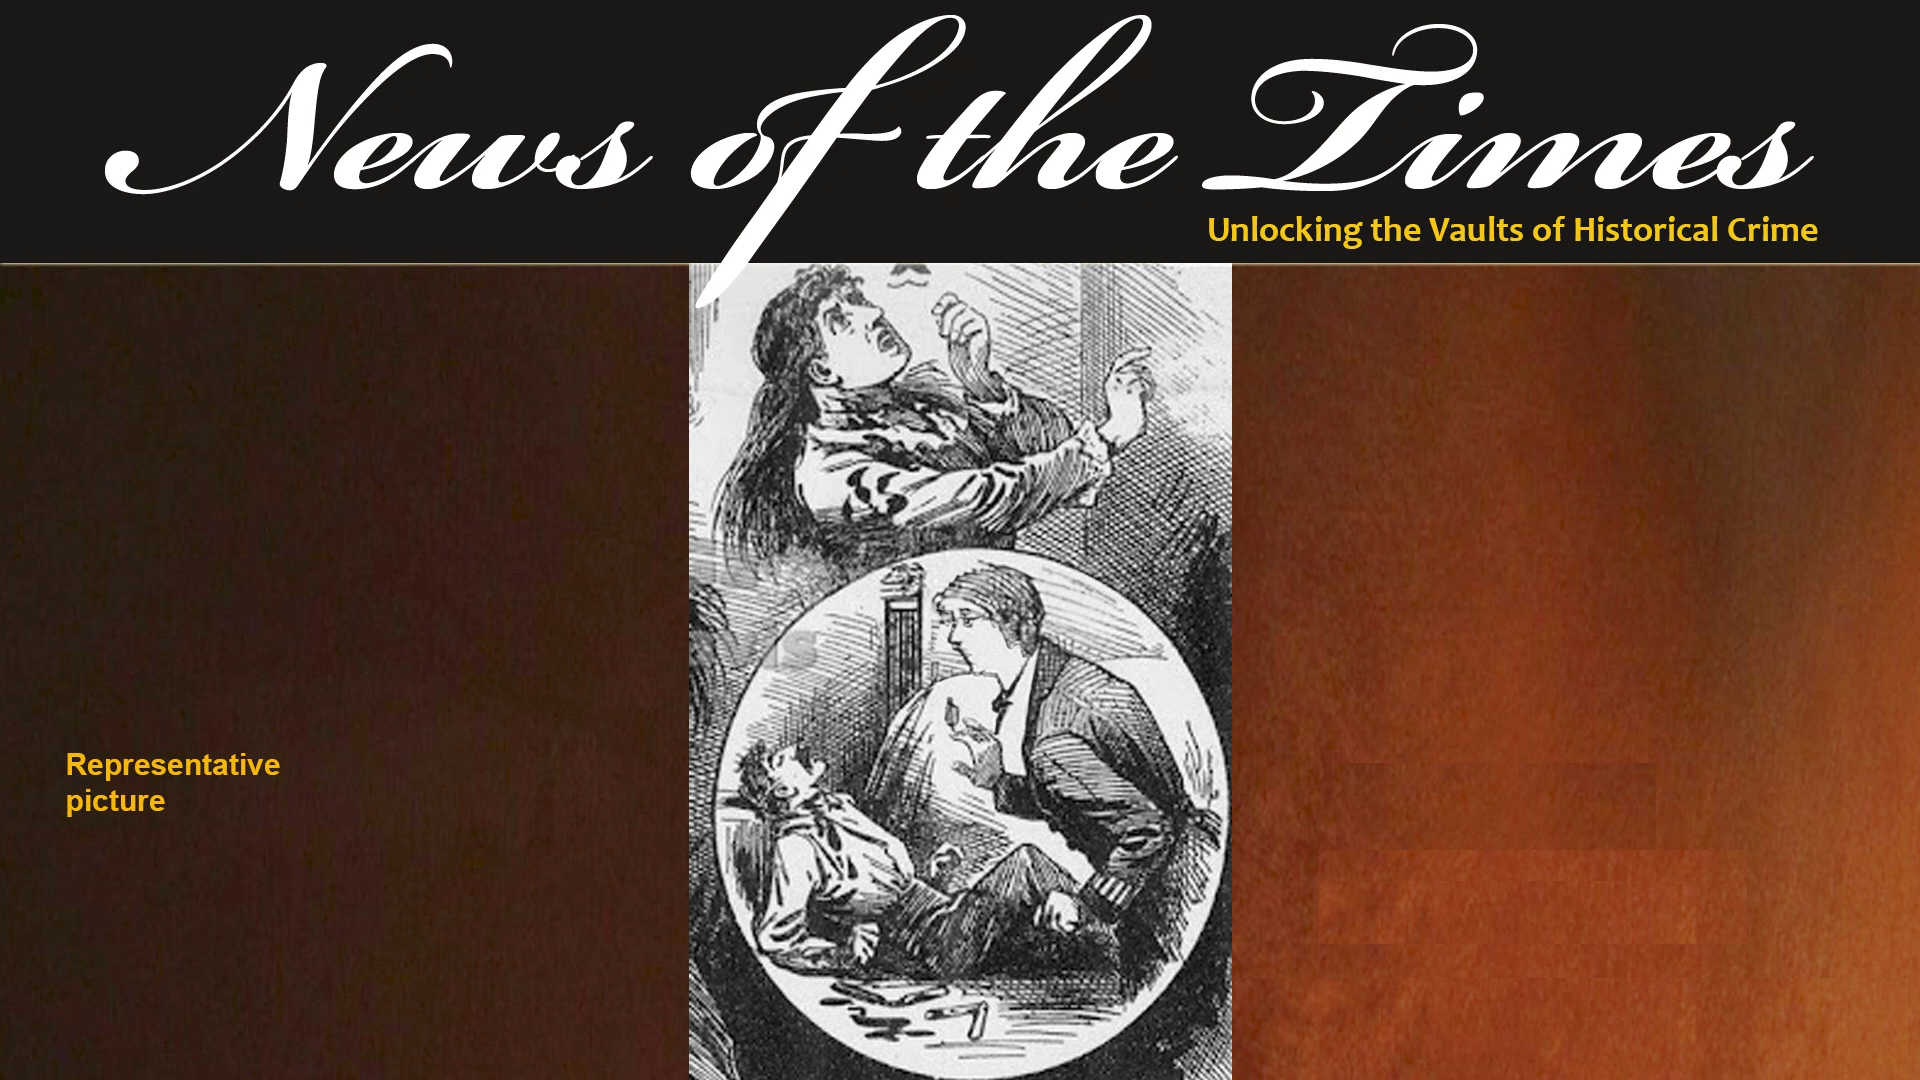 News of the Times
Unlocking the Vaults of Historical Crime
Representative
picture